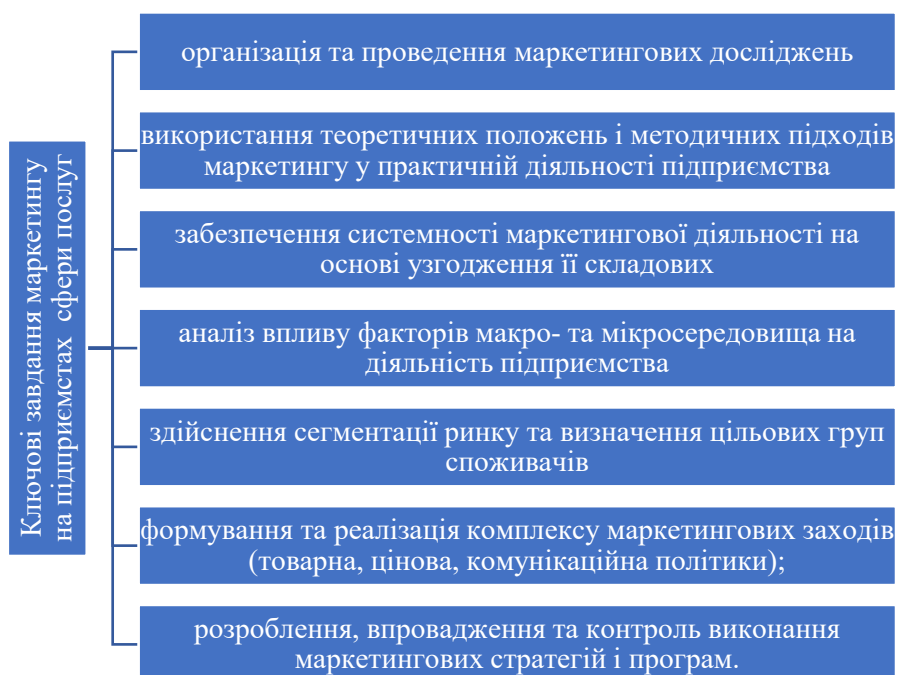 Ключові завдання маркетингу
на підприємстах сфери послуг
організація та проведення маркетингових досліджень
використання теоретичних положень і методичних підходів
маркетингу у практичній діяльності підприємства
забезпечення системності маркетингової діяльності на
основі узгодження її складових
аналіз впливу факторів макро- та мікросередовища на
діяльність підприємства
здійснення сегментації ринку та визначення цільових груп
споживачів
формування та реалізація комплексу маркетингових заходів
(товарна, цінова, комунікаційна політики);
розроблення, впровадження та контроль виконання
маркетингових стратегій і програм.